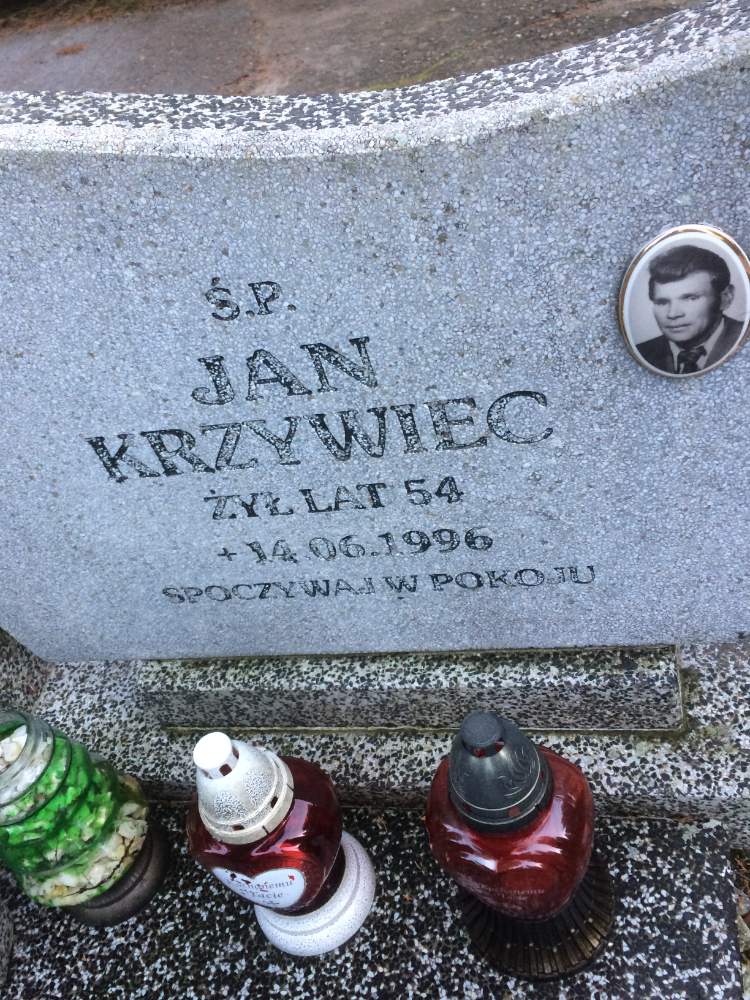 Ś.P.
JAN
KRZYWIEC
ŻYŁ LAT 54
+ 14.06.1996
SPOCZYWAJ W POKOJU